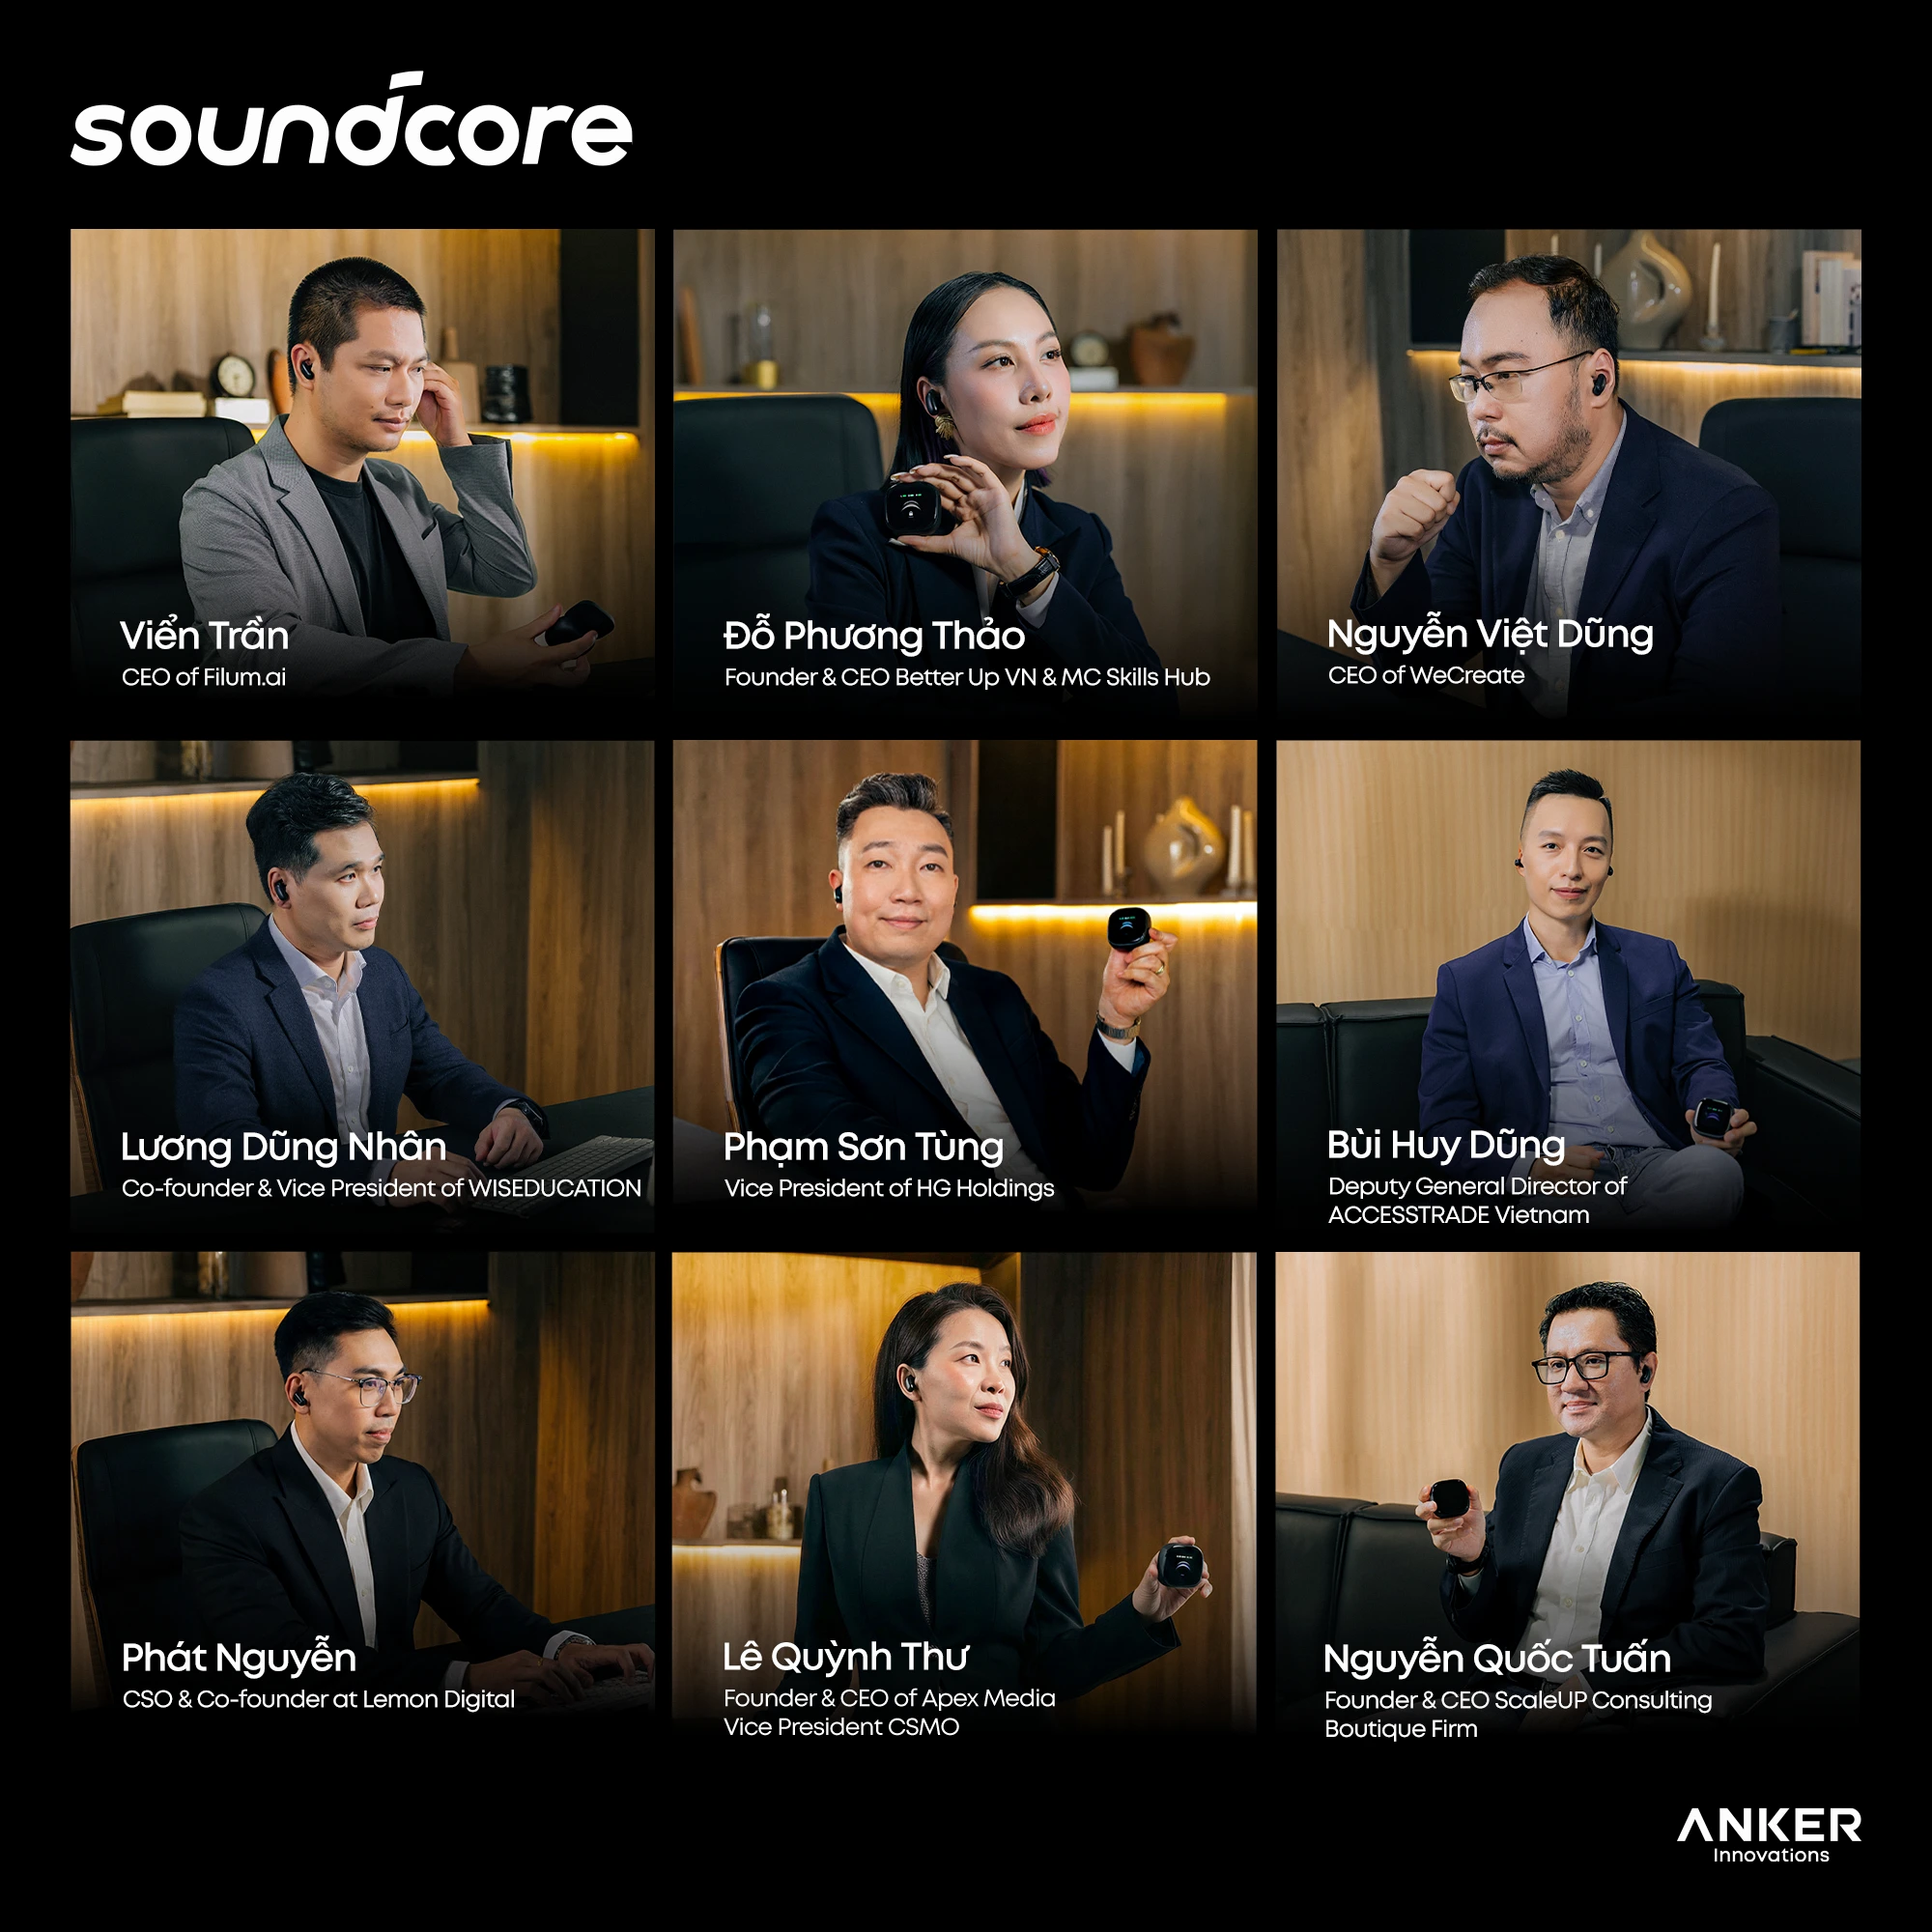 soundcore
Viển Trần
CEO of Filum.ai
Đỗ Phương Thảo
Founder & CEO Better Up VN & MC Skills Hub
Nguyễn Việt Dũng
CEO of WeCreate
Lương Dũng Nhân
Co-founder & Vice President of WISEDUCATION
Phạm Sơn Tùng
Vice President of HG Holdings
Bùi Huy Dũng
Deputy General Director of
ACCESSTRADE Vietnam
Phát Nguyễn
CSO & Co-founder at Lemon Digital
Lê Quỳnh Thư
Founder & CEO of Apex Media
Vice President CSMO
Nguyễn Quốc Tuấn
Founder & CEO ScaleUP Consulting
Boutique Firm
ANKER
Innovations